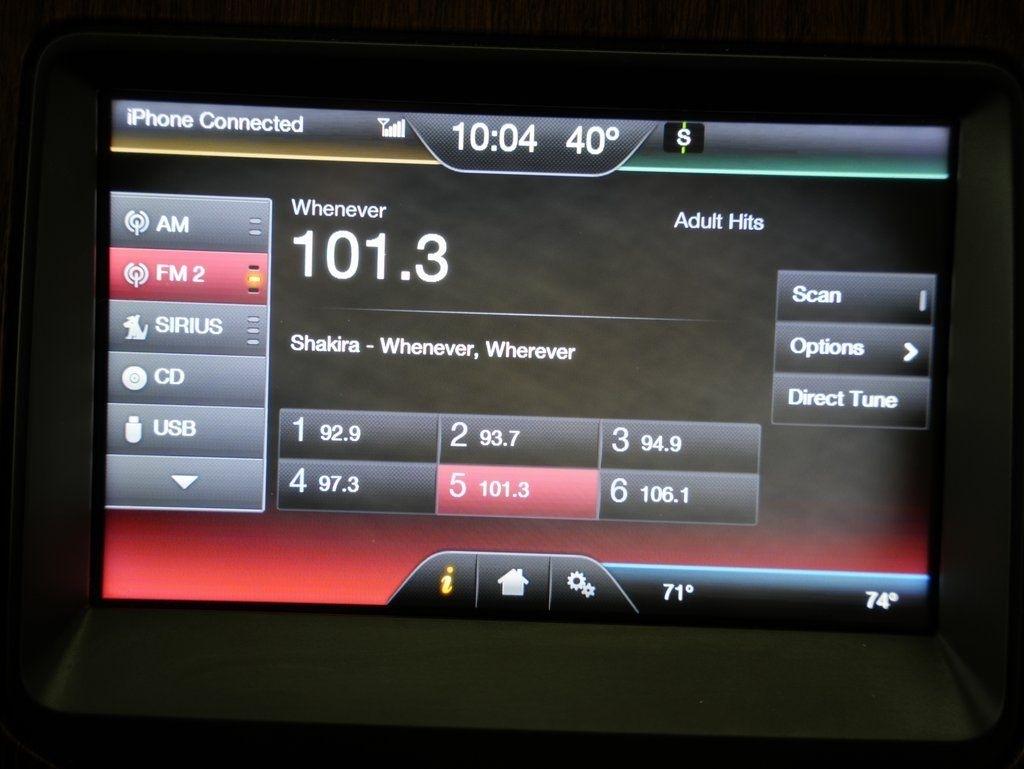 iPhone Connected
10:04 40°
S
AM
FM 2
SIRIUS
CD
USB
Whenever
101.3
Adult Hits
Shakira - Whenever, Wherever
1 92.9
2 93.7
3 94.9
4 97.3
5 101.3
6 106.1
Scan
Options
Direct Tune
i
71°
74°